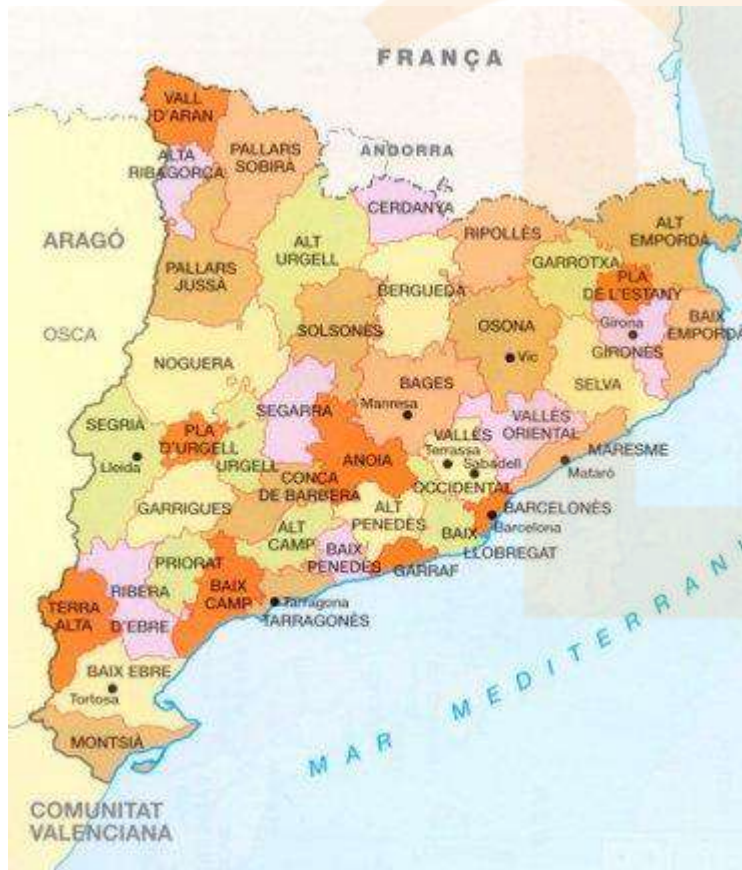 FRANÇA
VALL
D'ARAN
ALTA
RIBAGORÇA
PALLARS
SOBIRÀ
ANDORRA
CERDANYA
RIPOLLÈS
ALT
EMPORDÀ
ARAGÓ
ALT
URGELL
GARROTXA
PLA
DE L'ESTANY
PALLARS
JUSSÀ
BERGUEDA
OSCA
SOLSONÈS
OSONA
Vic
Girona
GIRONÈS
BAIX
EMPORDÀ
NOGUERA
BAGES
Manresa
SELVA
SEGARRA
SEGRIÀ
Lleida
PLA
D'URGELL
URGELL
ANOIA
VALLÈS
Terrassa
Sabadell
OCCIDENTAL
VALLÈS
ORIENTAL
MARESME
Mataró
GARRIGUES
CONCA
DE BARBERA
ALT
PENEDÈS
BARCELONÈS
Barcelona
ALT
CAMP
BAIX
PENEDÈS
BAIX
LLOBREGAT
GARRAF
PRIORAT
RIBERA
D'EBRE
BAIX
CAMP
Tarragona
TARRAGONÈS
TERRA
ALTA
BAIX EBRE
Tortosa
MONTSIÀ
MAR MEDITERRANI
COMUNITAT
VALENCIANA